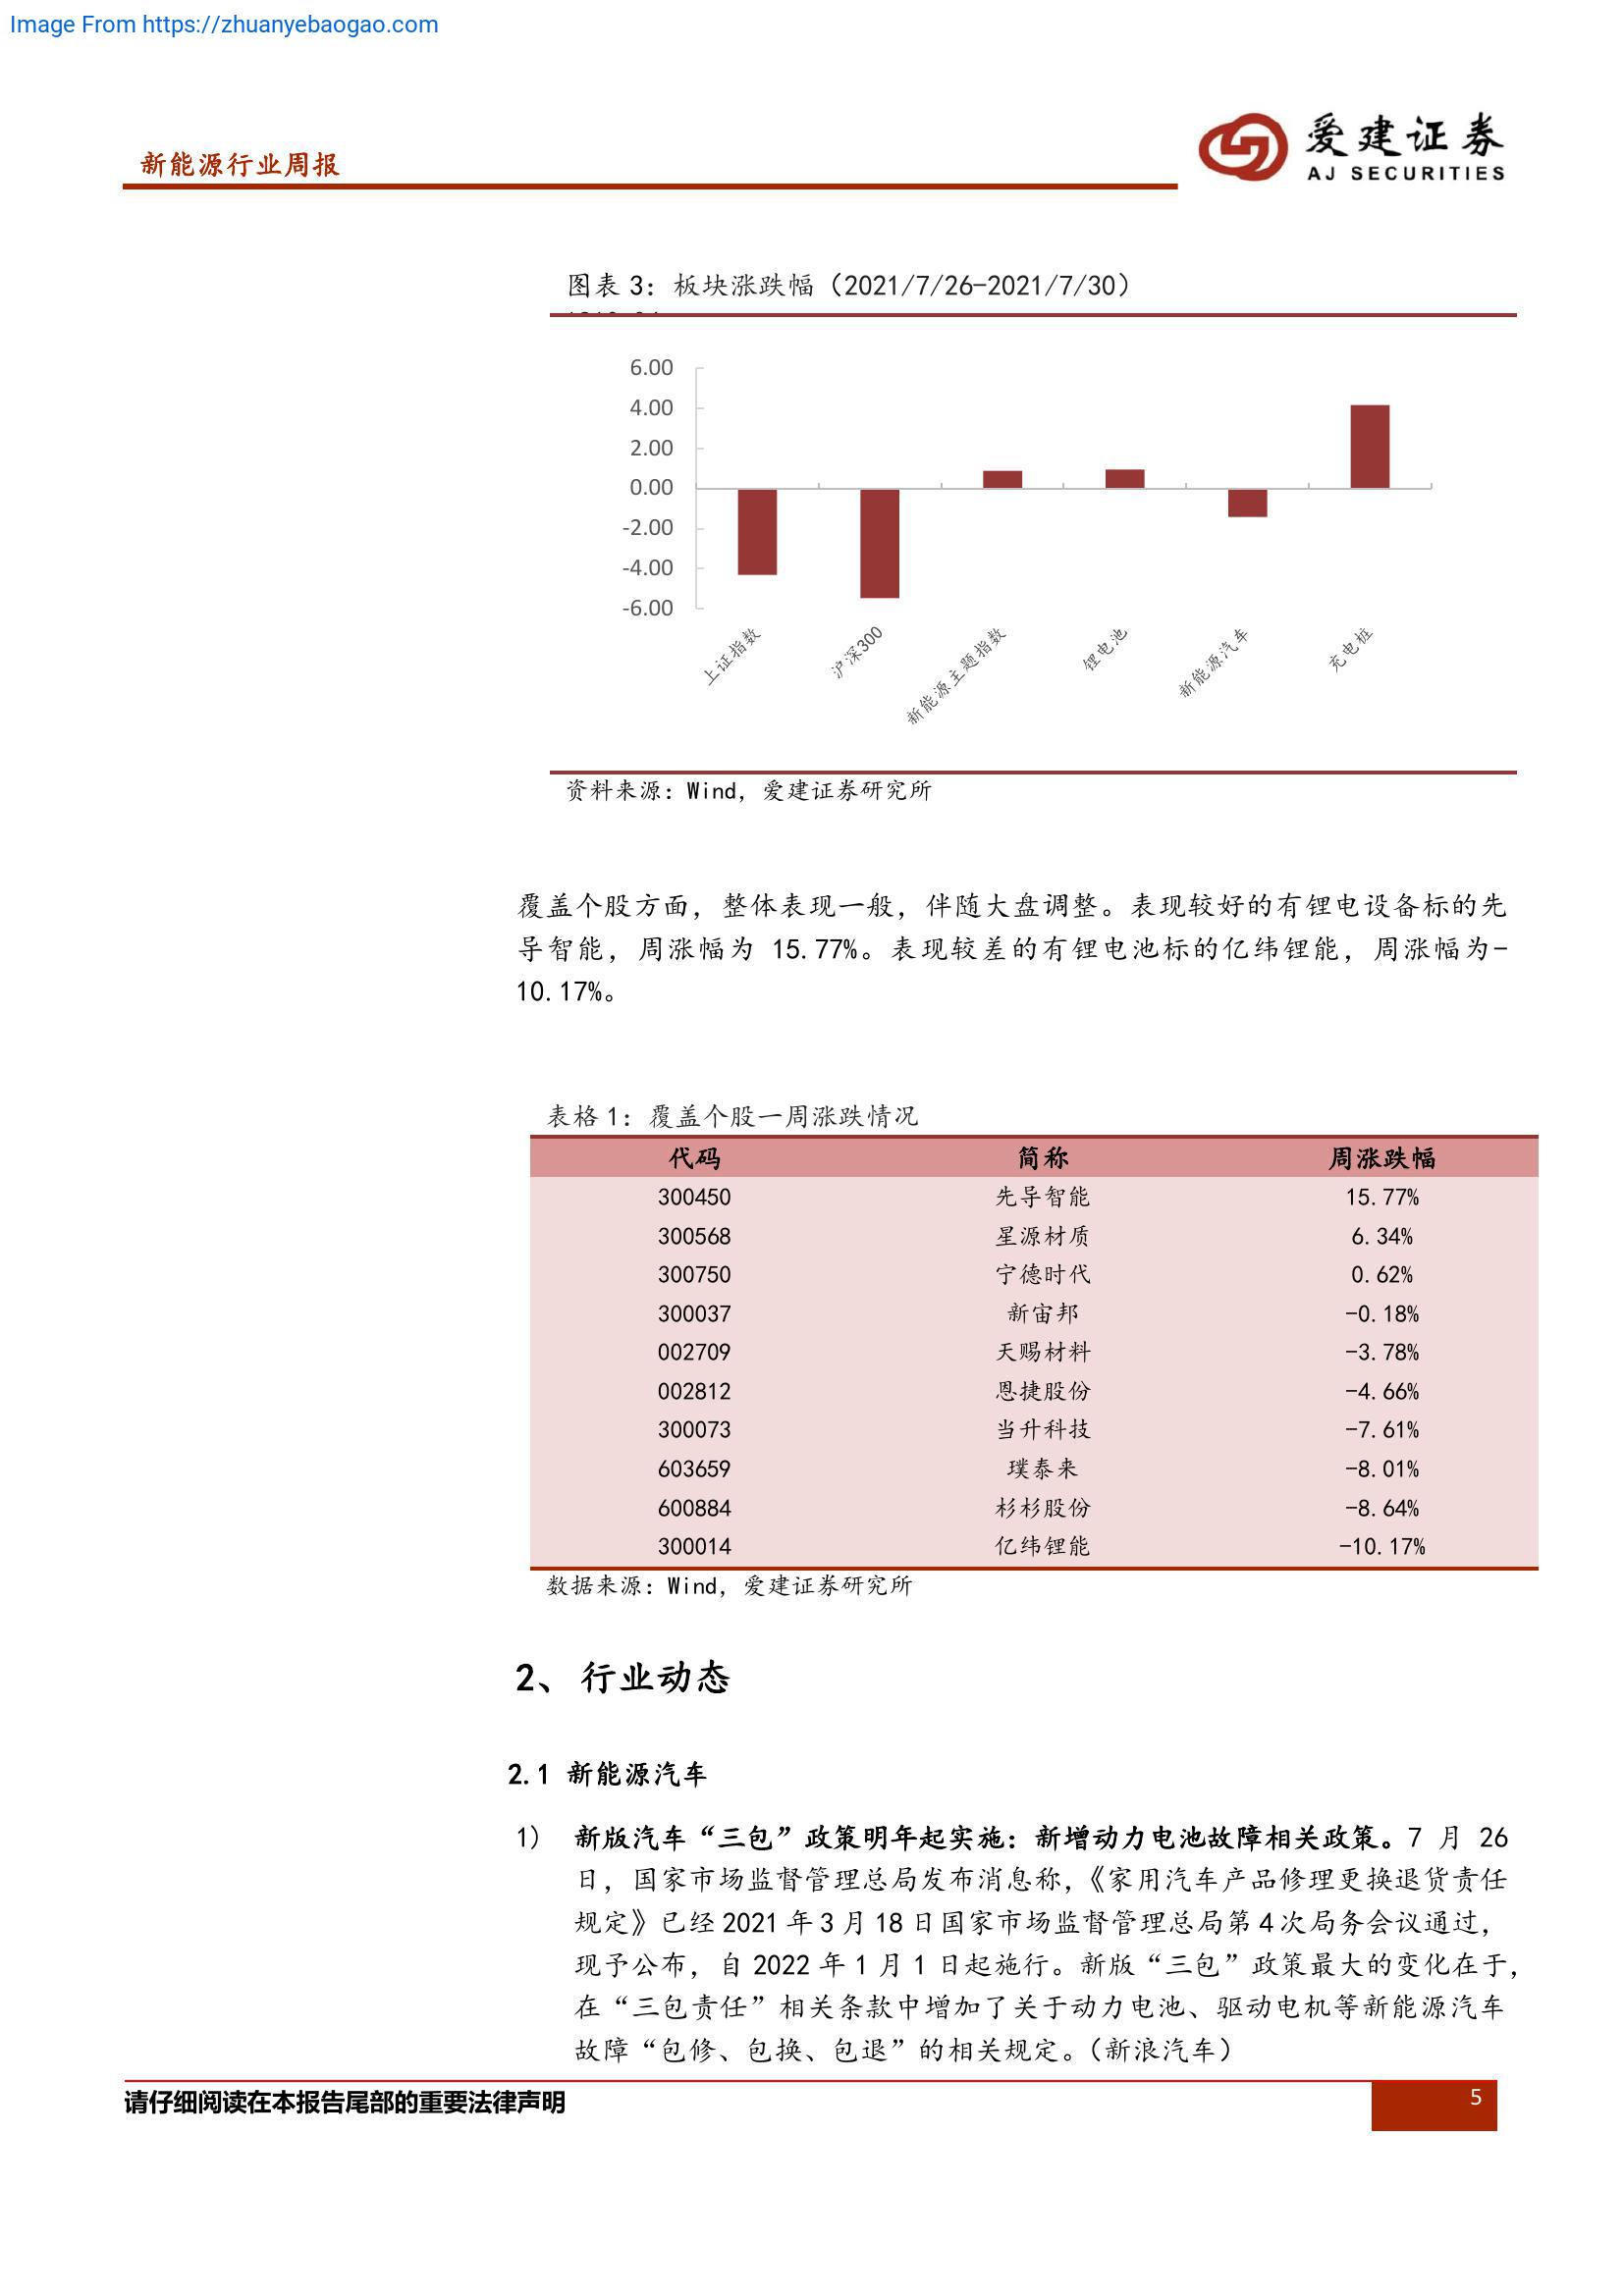 Image From https://zhuanyebaogao.com
新能源行业周报
爱建证券
AJ SECURITIES
图表 3：板块涨跌幅（2021/7/26-2021/7/30）
6.00
4.00
2.00
0.00
-2.00
-4.00
-6.00
上证指数
沪深300
新能源主题指数
锂电池
新能源汽车
充电桩
资料来源：Wind，爱建证券研究所
覆盖个股方面，整体表现一般，伴随大盘调整。表现较好的有锂电设备标的先
导智能，周涨幅为 15.77%。表现较差的有锂电池标的亿纬锂能，周涨幅为-
10.17%。
表格 1：覆盖个股一周涨跌情况
代码 简称 周涨跌幅
300450 先导智能 15.77%
300568 星源材质 6.34%
300750 宁德时代 0.62%
300037 新宙邦 -0.18%
002709 天赐材料 -3.78%
002812 恩捷股份 -4.66%
300073 当升科技 -7.61%
603659 璞泰来 -8.01%
600884 杉杉股份 -8.64%
300014 亿纬锂能 -10.17%
数据来源：Wind，爱建证券研究所
2、 行业动态
2.1 新能源汽车
1) 新版汽车“三包”政策明年起实施：新增动力电池故障相关政策。7 月 26
日，国家市场监督管理总局发布消息称，《家用汽车产品修理更换退货责任
规定》已经 2021 年 3 月 18 日国家市场监督管理总局第 4 次局务会议通过，
现予公布，自 2022 年 1 月 1 日起施行。新版“三包”政策最大的变化在于，
在“三包责任”相关条款中增加了关于动力电池、驱动电机等新能源汽车
故障“包修、包换、包退”的相关规定。（新浪汽车）
请仔细阅读在本报告尾部的重要法律声明
5